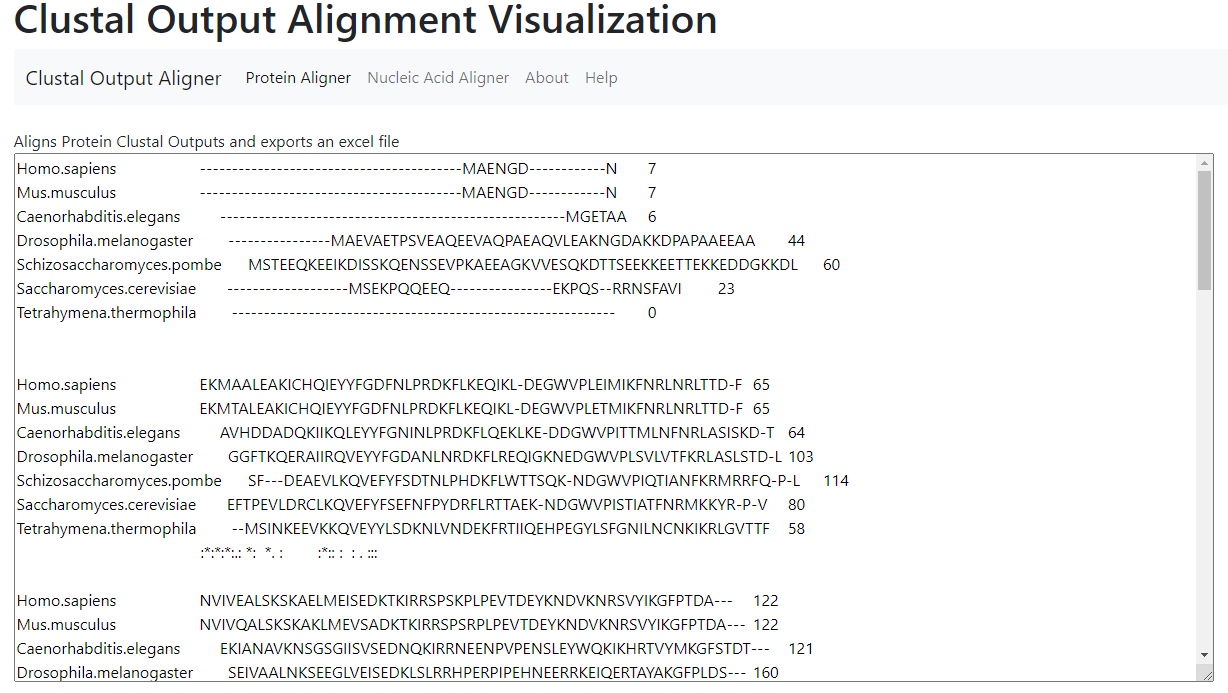 Clustal Output Alignment Visualization
Clustal Output Aligner Protein Aligner Nucleic Acid Aligner About Help
Aligns Protein Clustal Outputs and exports an excel file
Homo.sapiens -----------------------------------------MAENGD------------N 7
Mus.musculus -----------------------------------------MAENGD------------N 7
Caenorhabditis.elegans ------------------------------------------------------MGETAA 6
Drosophila.melanogaster ----------------MAEVAETPSVEAQEEVAQPAEAQVLEAKNGDAKKDPAPAAEEAA 44
Schizosaccharomyces.pombe MSTEEQKEEIKDISSKQENSSEVPKAEEAGKVVESQKDTTSEEKKEETTEKKEDDGKKDL 60
Saccharomyces.cerevisiae -------------------MSEKPQQEEQ----------------EKPQS--RRNSFAVI 23
Tetrahymena.thermophila ------------------------------------------------------------ 0
Homo.sapiens EKMAALEAKICHQIEYYFGDFNLPRDKFLKEQIKL-DEGWVPLEIMIKFNRLNRLTTD-F 65
Mus.musculus EKMTALEAKICHQIEYYFGDFNLPRDKFLKEQIKL-DEGWVPLETMIKFNRLNRLTTD-F 65
Caenorhabditis.elegans AVHDDADQKIIKQLEYYFGNINLPRDKFLQEKLKE-DDGWVPITTMLNFNRLASISKD-T 64
Drosophila.melanogaster GGFTKQERAIIRQVEYYFGDANLNRDKFLREQIGKNEDGWVPLSVLVTFKRLASLSTD-L 103
Schizosaccharomyces.pombe SF---DEAEVLKQVEFYFSDTNLPHDKFLWTTSQK-NDGWVPIQTIANFKRMRRFQ-P-L 114
Saccharomyces.cerevisiae EFTPEVLDRCLKQVEFYFSEFNFPYDRFLRTTAEK-NDGWVPISTIATFNRMKKYR-P-V 80
Tetrahymena.thermophila --MSINKEEVKKQVEYYLSDKNLVNDEKFRTIIQEHPEGYLSFGNILNCNKIKRLGVTTF 58
:*:*:*:.: *: *. : :*:: : : . :::
Homo.sapiens NVIVEALSKSKAELMEISEDKTKIRRSPSKPLPEVTDEYKNDVKNRSVYIKGFPTDA--- 122
Mus.musculus NVIVQALSKSKAKLMEVSADKTKIRRSPSRPLPEVTDEYKNDVKNRSVYIKGFPTDA--- 122
Caenorhabditis.elegans EKIANAVKNSGSGIISVSEDNQKIRRNEENPVPENSLEYWQKIKHRTVYMKGFSTDT--- 121
Drosophila.melanogaster SEIVAALNKSEEGLVEISEDKLSLRRHPERPIPEHNEERRKEIQERTAYAKGFPLDS--- 160